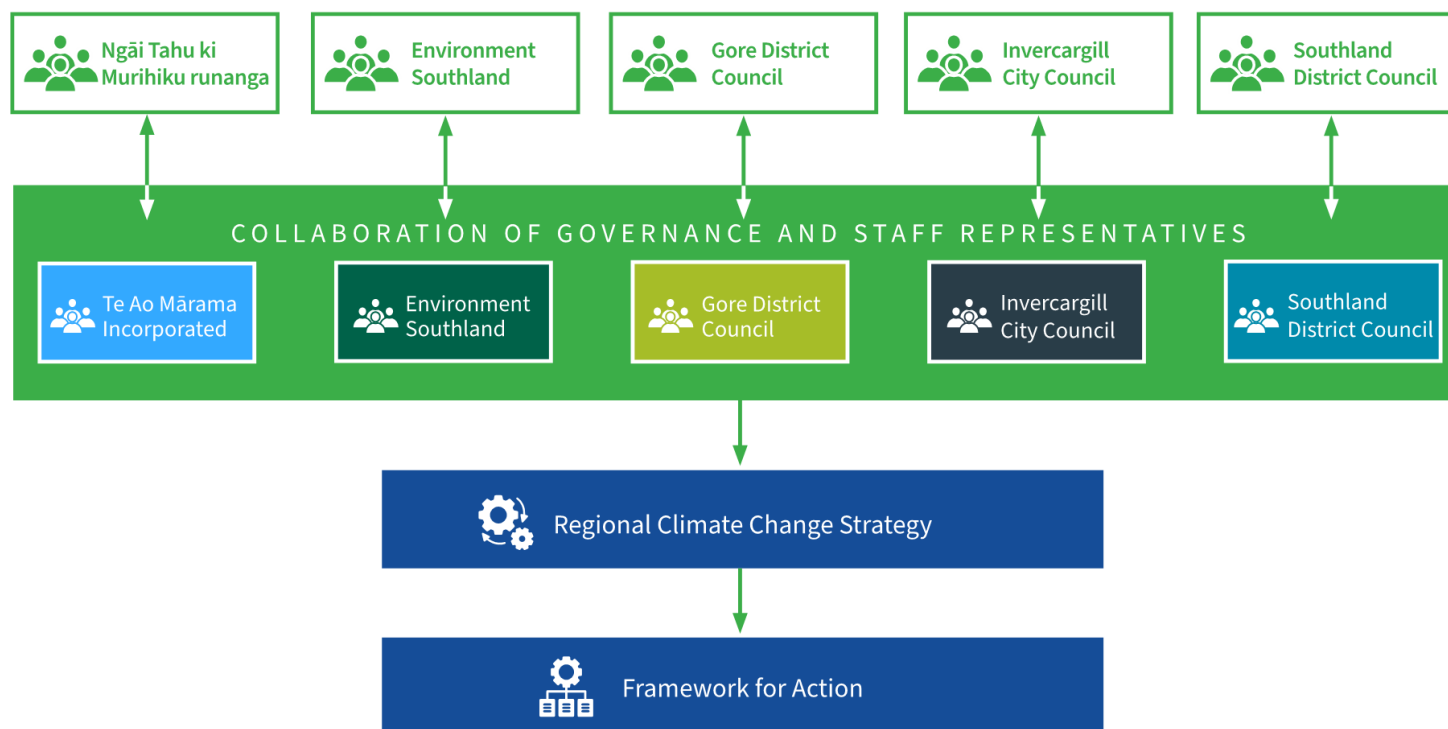 Ngāi Tahu ki
Murihiku runanga
Environment
Southland
Gore District
Council
Invercargill
City Council
Southland
District Council
COLLABORATION OF GOVERNANCE AND STAFF REPRESENTATIVES
Te Ao Mārama
Incorporated
Environment
Southland
Gore District
Council
Invercargill
City Council
Southland
District Council
Regional Climate Change Strategy
Framework for Action